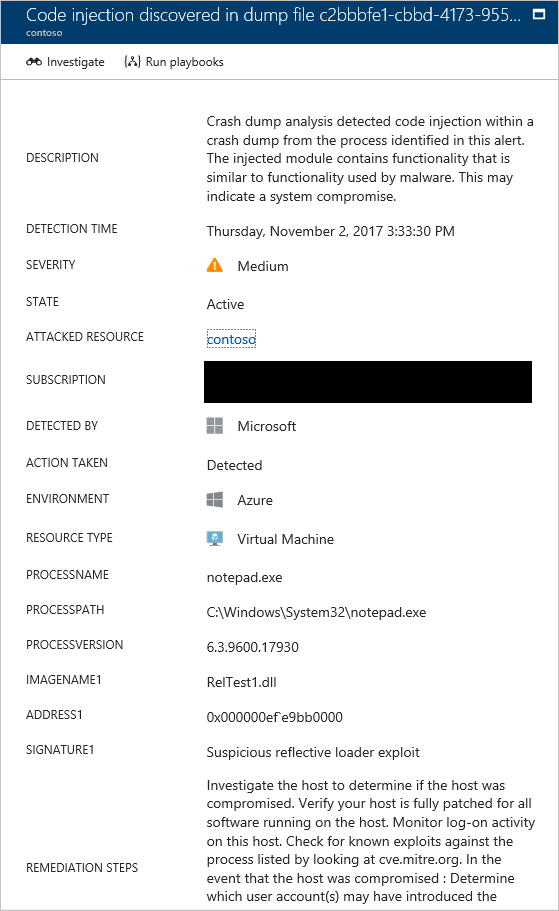 Code injection discovered in dump file c2bbbfe1-cbbd-4173-955...
contoso
Investigate
Run playbooks
DESCRIPTION
Crash dump analysis detected code injection within a
crash dump from the process identified in this alert.
The injected module contains functionality that is
similar to functionality used by malware. This may
indicate a system compromise.
DETECTION TIME
Thursday, November 2, 2017 3:33:30 PM
SEVERITY
Medium
STATE
Active
ATTACKED RESOURCE
contoso
SUBSCRIPTION
DETECTED BY
Microsoft
ACTION TAKEN
Detected
ENVIRONMENT
Azure
RESOURCE TYPE
Virtual Machine
PROCESSNAME
notepad.exe
PROCESSPATH
C:\Windows\System32\notepad.exe
PROCESSVERSION
6.3.9600.17930
IMAGENAME1
RelTest1.dll
ADDRESS1
0x000000ef`e9bb0000
SIGNATURE1
Suspicious reflective loader exploit
REMEDIATION STEPS
Investigate the host to determine if the host was
compromised. Verify your host is fully patched for all
software running on the host. Monitor log-on activity
on this host. Check for known exploits against the
process listed by looking at cve.mitre.org. In the
event that the host was compromised : Determine
which user account(s) may have introduced the